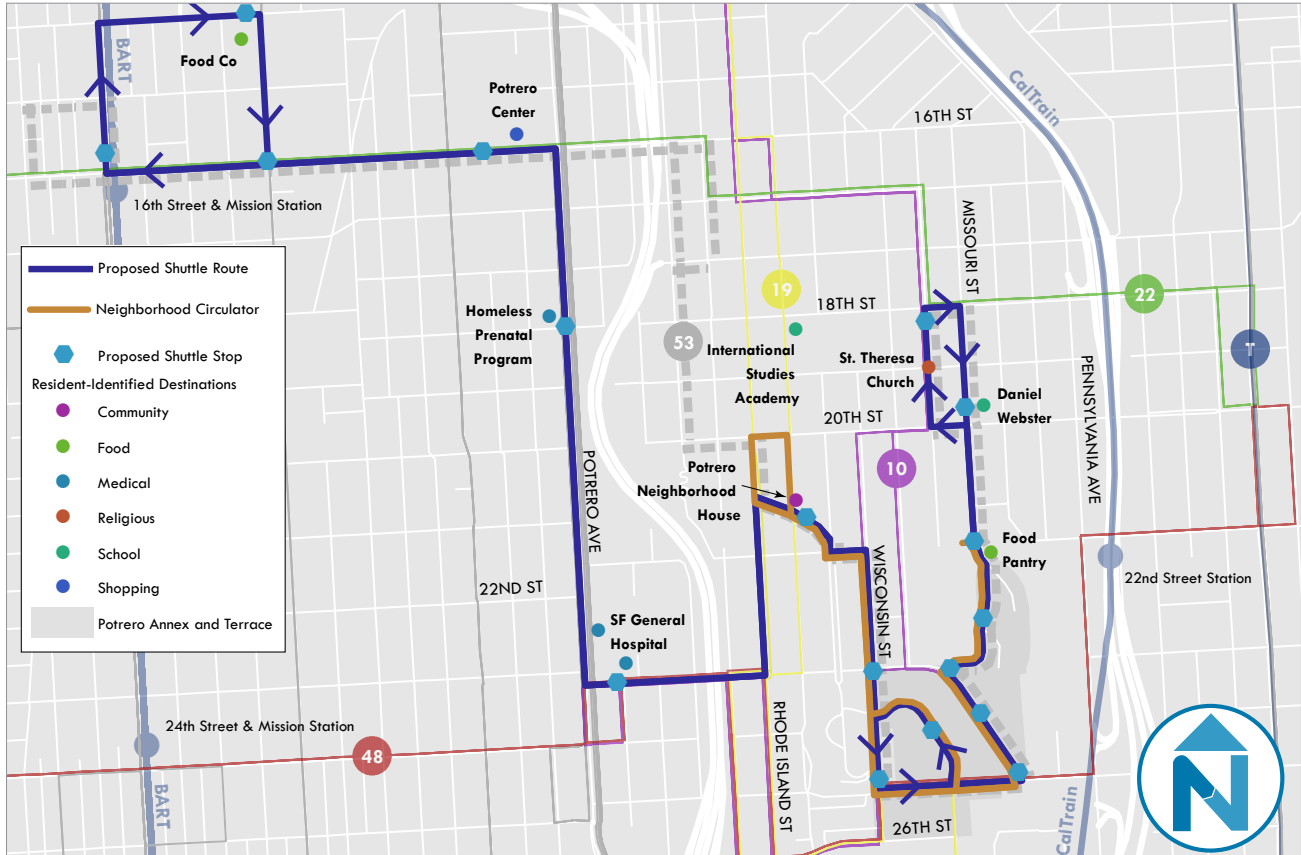 BART
Food Co
Potrero
Center
CalTrain
16TH ST
16th Street & Mission Station
Proposed Shuttle Route
Neighborhood Circulator
Proposed Shuttle Stop
Resident-Identified Destinations
Community
Food
Medical
Religious
School
Shopping
Potrero Annex and Terrace
Homeless
Prenatal
Program
53
19
18TH ST
International
Studies
Academy
20TH ST
MISSOURI ST
22
T
St. Theresa
Church
Daniel
Webster
PENNSYLVANIA AVE
10
POTRERO AVE
Potrero
Neighborhood
House
Food
Pantry
22ND ST
WISCONSIN ST
22nd Street Station
SF General
Hospital
RHODE ISLAND ST
24th Street & Mission Station
48
BART
26TH ST
CalTrain
N